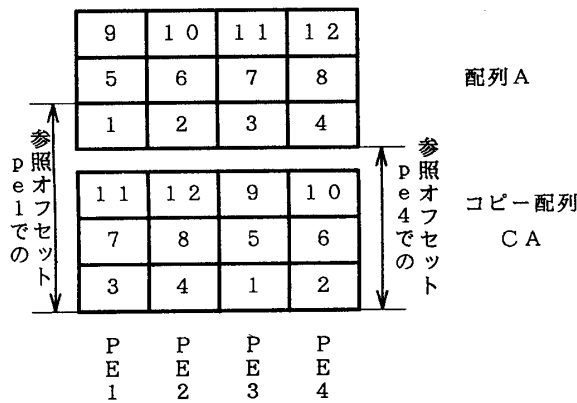 9 10 11 12
5 6 7 8
1 2 3 4
配列A
参照オフセット
pe1での
参照オフセット
pe4での
11 12 9 10
7 8 5 6
3 4 1 2
コピー配列
CA
PE1 PE2 PE3 PE4